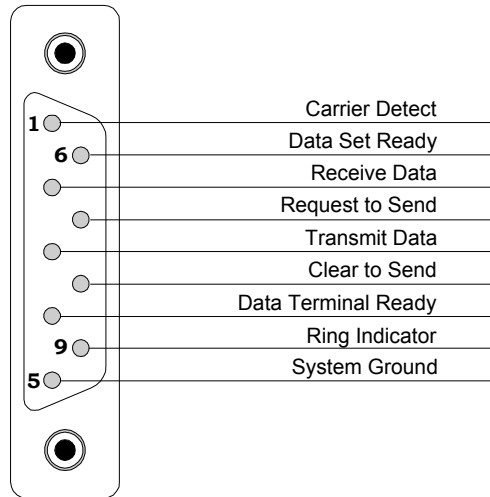 1 Carrier Detect
6 Data Set Ready
Receive Data
Request to Send
Transmit Data
Clear to Send
Data Terminal Ready
9 Ring Indicator
5 System Ground